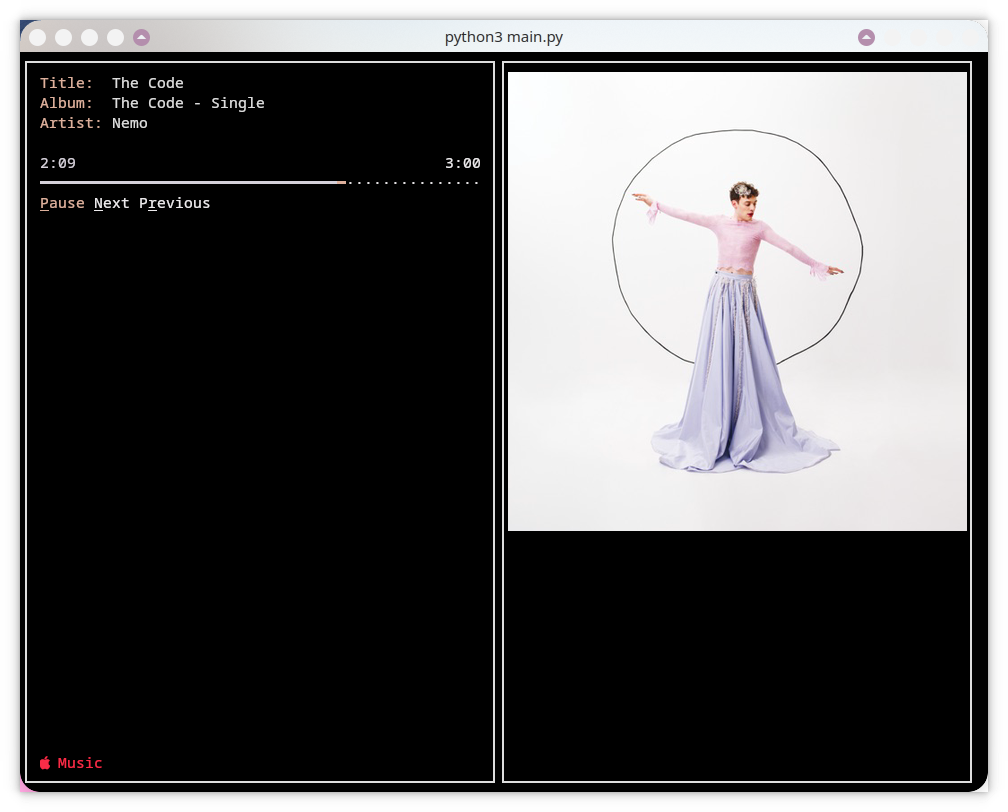 python3 main.py
Title: The Code
Album: The Code - Single
Artist: Nemo
2:09 3:00
Pause Next Previous
Music